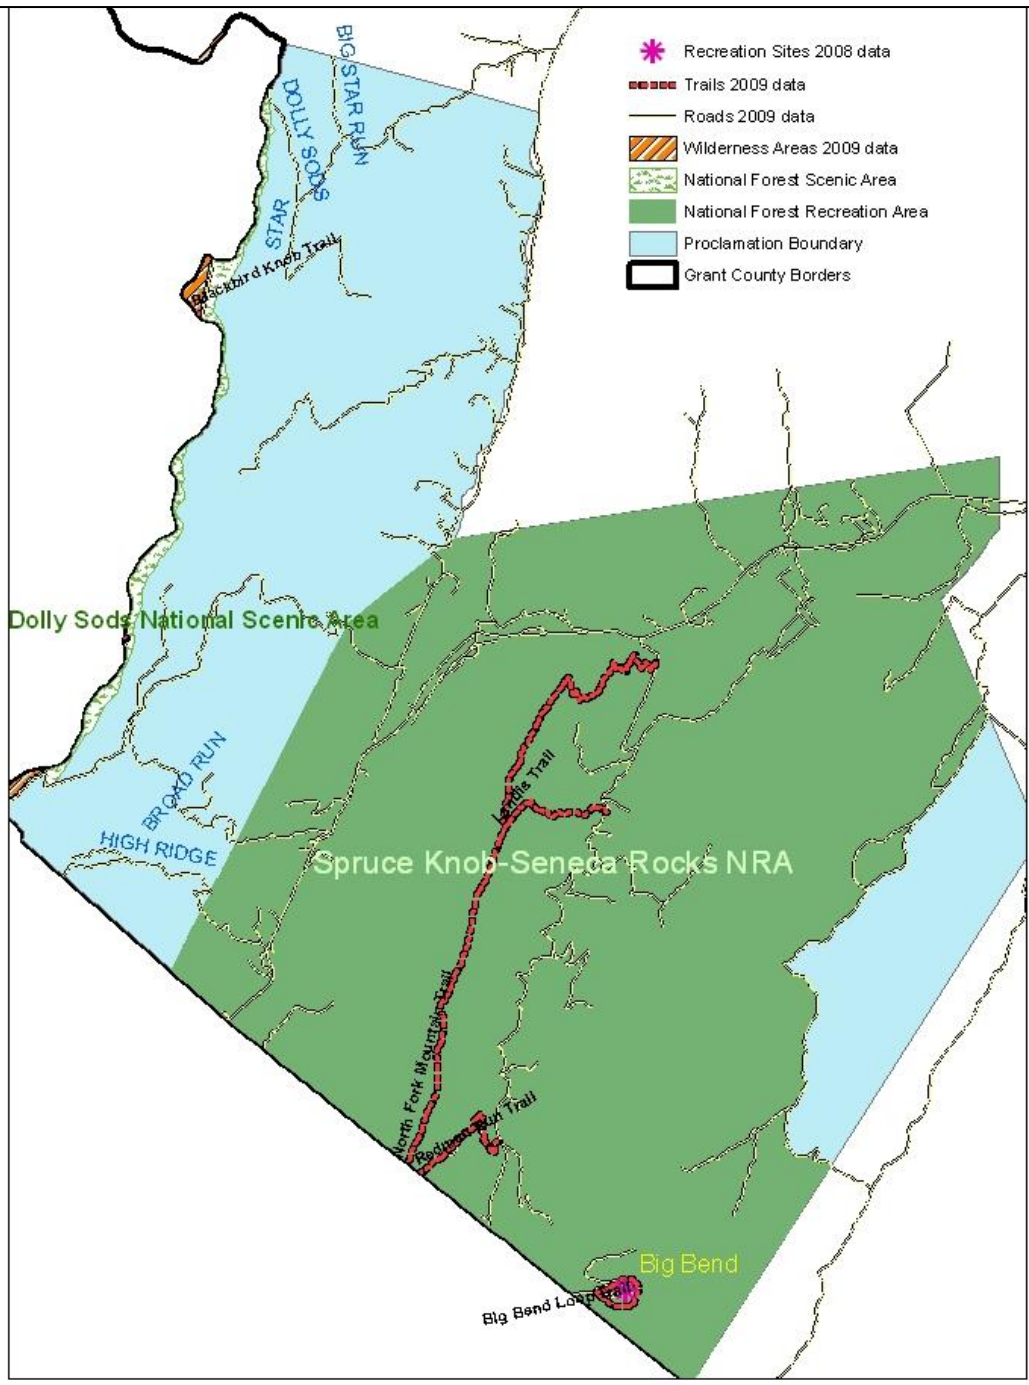 Recreation Sites 2008 data
Trails 2009 data
Roads 2009 data
Wilderness Areas 2009 data
National Forest Scenic Area
National Forest Recreation Area
Proclamation Boundary
Grant County Borders
BIG STAR RUN
DOLLY SODS
STAR
Blackbird Knob Trail
Dolly Sods National Scenic Area
BROAD RUN
HIGH RIDGE
Landis Trail
Spruce Knob-Seneca Rocks NRA
North Fork Mountain Trail
Redman Run Trail
Big Bend
Big Bend Loop Trail